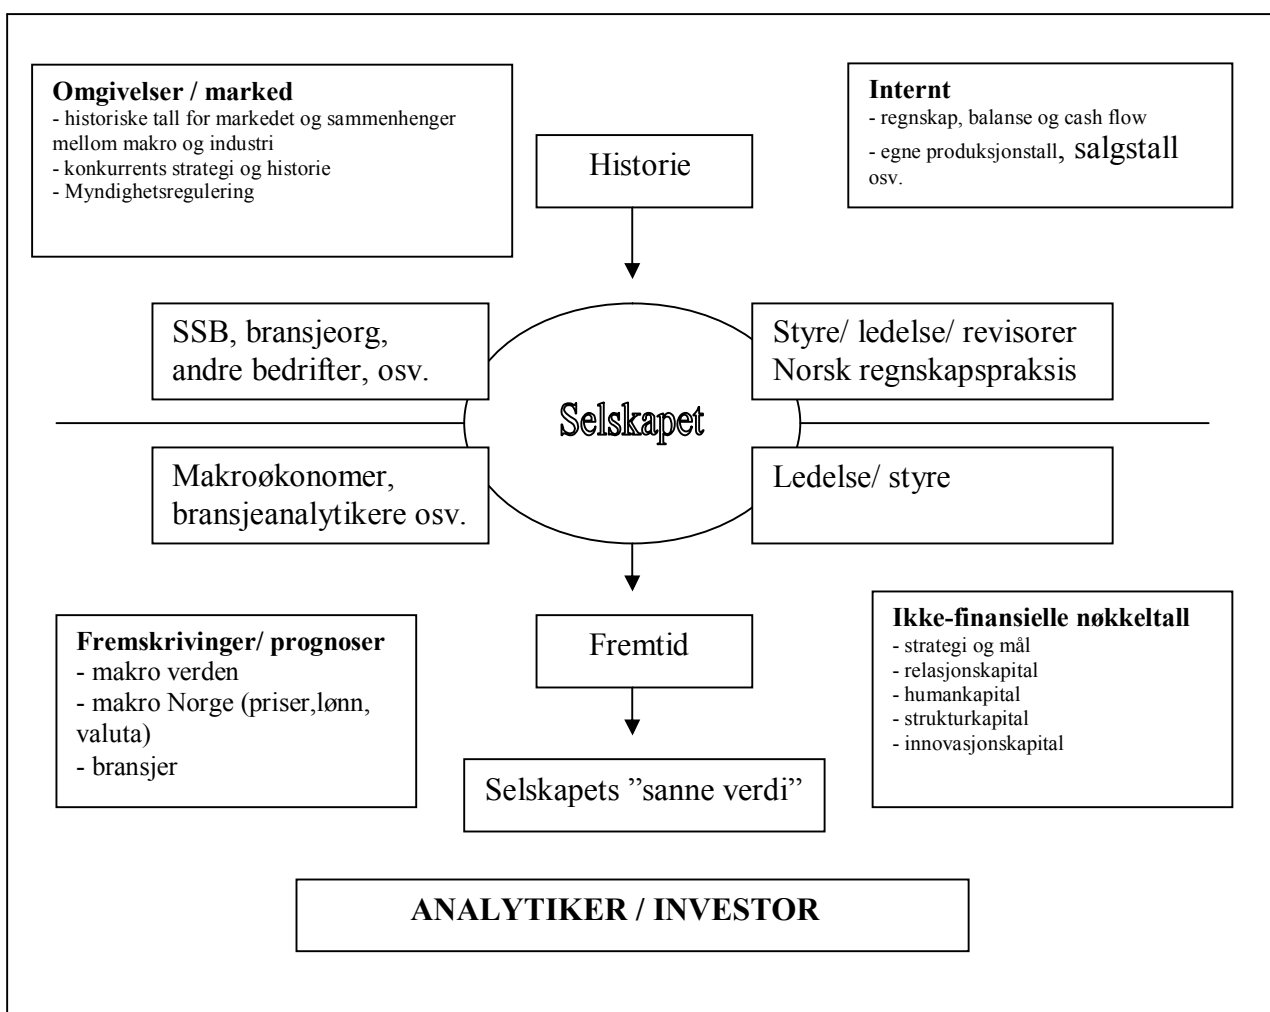 Omgivelser / marked
- historiske tall for markedet og sammenhenger
mellom makro og industri
- konkurrents strategi og historie
- Myndighetsregulering
Historie
Internt
- regnskap, balanse og cash flow
- egne produksjonstall, salgstall
osv.
SSB, bransjeorg,
andre bedrifter, osv.
Styre/ ledelse/ revisorer
Norsk regnskapspraksis
Selskapet
Makroøkonomer,
bransjeanalytikere osv.
Ledelse/ styre
Fremskrivinger/ prognoser
- makro verden
- makro Norge (priser,lønn,
valuta)
- bransjer
Fremtid
Ikke-finansielle nøkkeltall
- strategi og mål
- relasjonskapital
- humankapital
- strukturkapital
- innovasjonskapital
Selskapets ”sanne verdi”
ANALYTIKER / INVESTOR